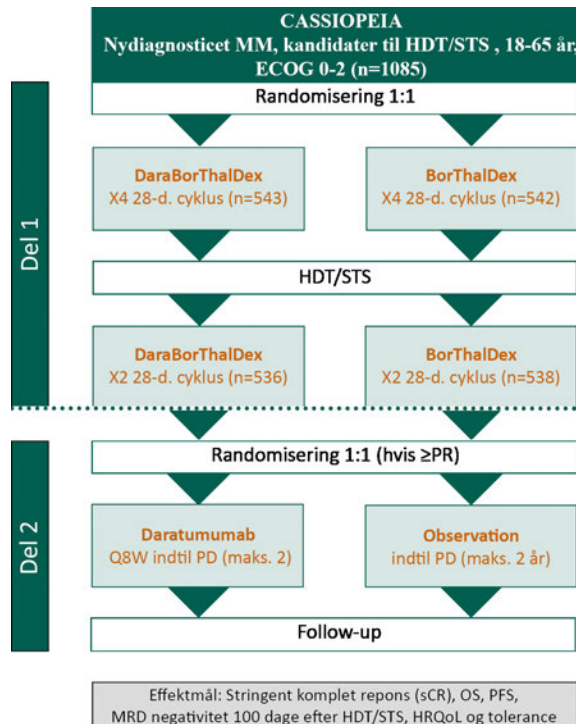 CASSIOPEIA
Nydiagnosticet MM, kandidater til HDT/STS , 18-65 år,
ECOG 0-2 (n=1085)
Del 1
Randomisering 1:1
DaraBorThalDex
X4 28-d. cyklus (n=543)
BorThalDex
X4 28-d. cyklus (n=542)
HDT/STS
DaraBorThalDex
X2 28-d. cyklus (n=536)
BorThalDex
X2 28-d. cyklus (n=538)
Del 2
Randomisering 1:1 (hvis ≥PR)
Daratumumab
Q8W indtil PD (maks. 2)
Observation
indtil PD (maks. 2 år)
Follow-up
Effektmål: Stringent komplet repons (sCR), OS, PFS,
MRD negativitet 100 dage efter HDT/STS, HRQoL og tolerance